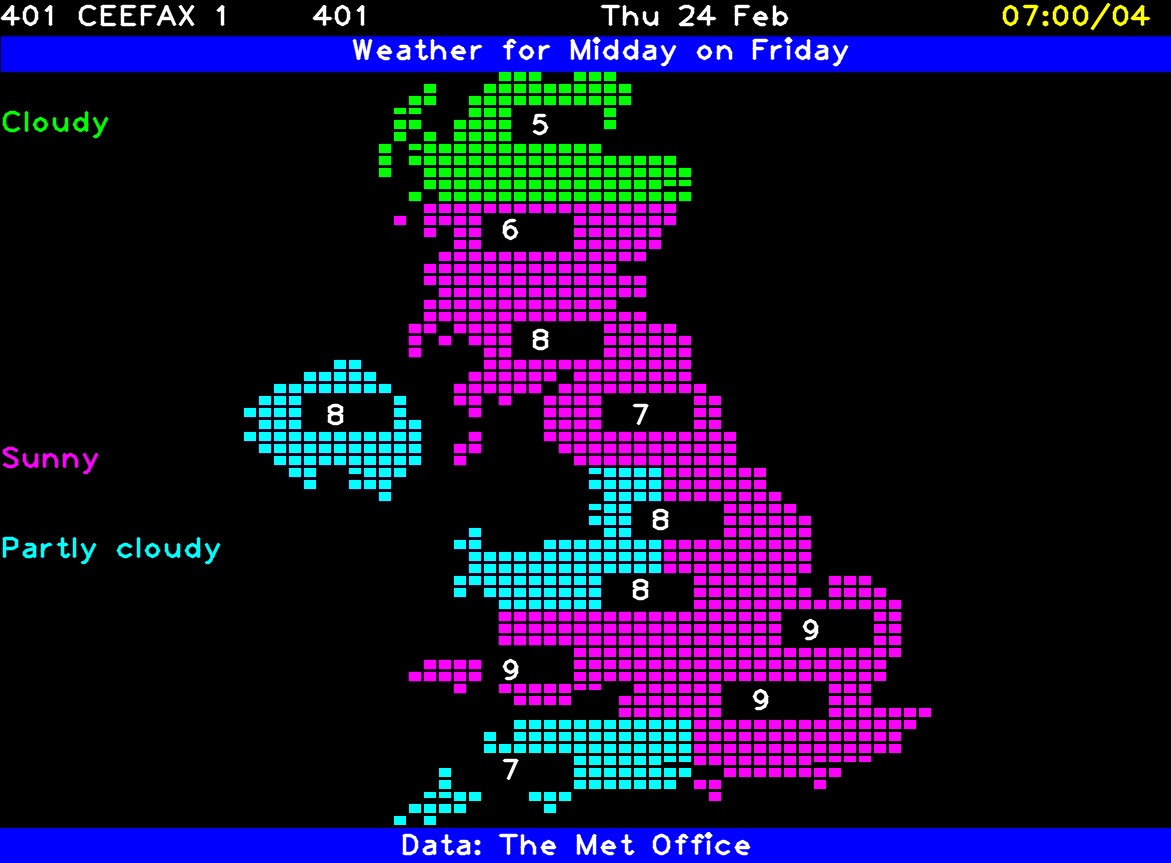 401 CEEFAX 1 401 Thu 24 Feb 07:00/04
Weather for Midday on Friday
Cloudy
5
6
8
8
7
Sunny
8
Partly cloudy
8
9
9
9
7
Data: The Met Office